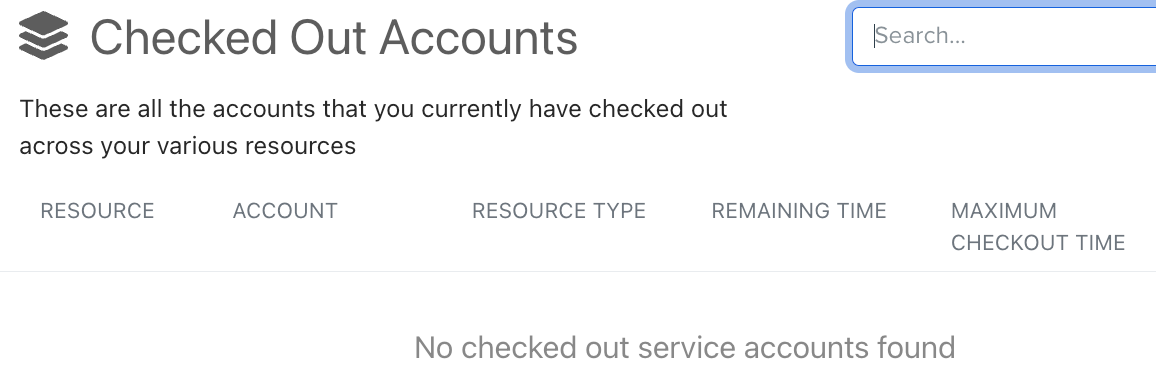 Checked Out Accounts
Search...
These are all the accounts that you currently have checked out
across your various resources
RESOURCE
ACCOUNT
RESOURCE TYPE
REMAINING TIME
MAXIMUM
CHECKOUT TIME
No checked out service accounts found